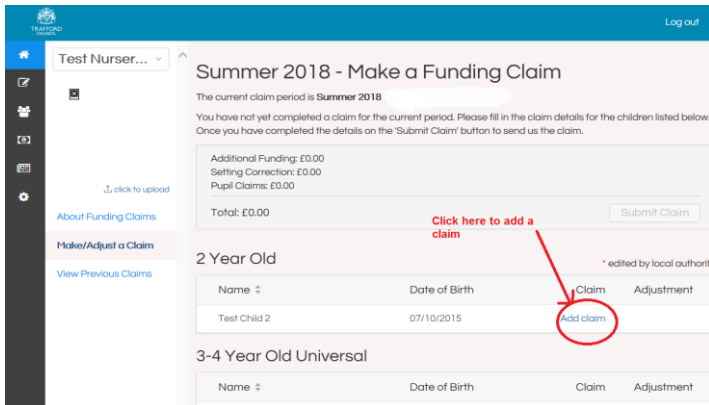 TRAFFORD
COUNCIL
Log out
Test Nurser...
Summer 2018 - Make a Funding Claim
The current claim period is Summer 2018
You have not yet completed a claim for the current period. Please fill in the claim details for the children listed below.
Once you have completed the details on the 'Submit Claim' button to send us the claim.
Additional Funding: £0.00
Setting Correction: £0.00
Pupil Claims: £0.00
click to upload
Total: £0.00
Submit Claim
About Funding Claims
Make/Adjust a Claim
View Previous Claims
Click here to add a
claim
2 Year Old
* edited by local authorit
Name Date of Birth Claim Adjustment
Test Child 2 07/10/2015 Add claim
3-4 Year Old Universal
Name Date of Birth Claim Adjustment